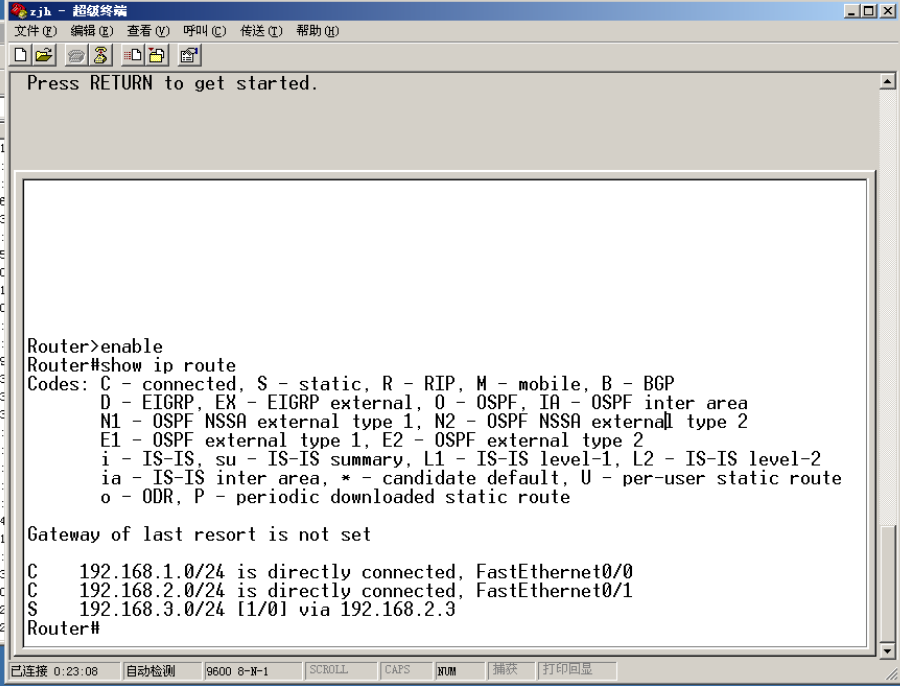 zjh - 超级终端
文件(F) 编辑(E) 查看(V) 呼叫(C) 传送(T) 帮助(H)
Press RETURN to get started.
Router>enable
Router#show ip route
Codes: C - connected, S - static, R - RIP, M - mobile, B - BGP
D - EIGRP, EX - EIGRP external, O - OSPF, IA - OSPF inter area
N1 - OSPF NSSA external type 1, N2 - OSPF NSSA external type 2
E1 - OSPF external type 1, E2 - OSPF external type 2
i - IS-IS, su - IS-IS summary, L1 - IS-IS level-1, L2 - IS-IS level-2
ia - IS-IS inter area, * - candidate default, U - per-user static route
o - ODR, P - periodic downloaded static route
Gateway of last resort is not set
C 192.168.1.0/24 is directly connected, FastEthernet0/0
C 192.168.2.0/24 is directly connected, FastEthernet0/1
S 192.168.3.0/24 [1/0] via 192.168.2.3
Router#
已连接 0:23:08 自动检测 9600 8-N-1 SCROLL CAPS NUM 捕获 打印回显